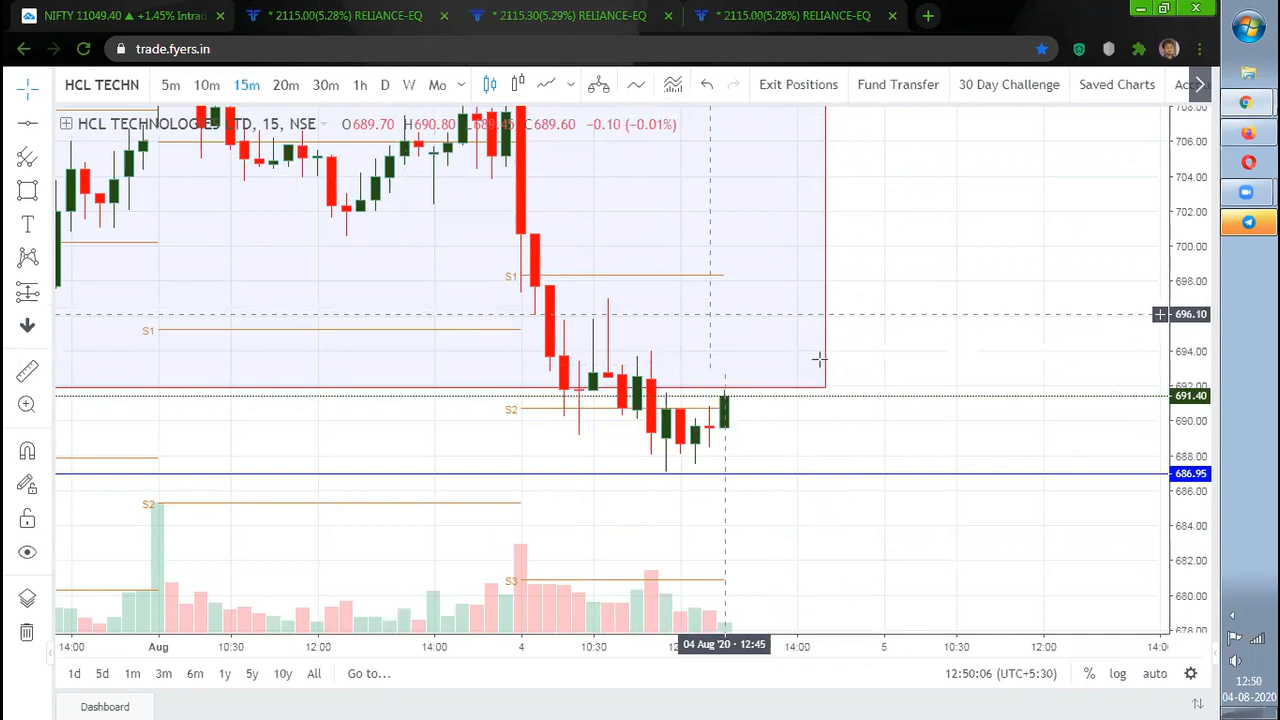 NIFTY 11049.40 ▲ +1.45% Intrad
* 2115.00(5.28%) RELIANCE-EQ
* 2115.30(5.29%) RELIANCE-EQ
* 2115.00(5.28%) RELIANCE-EQ
trade.fyers.in
HCL TECHN 5m 10m 15m 20m 30m 1h D W Mo Exit Positions Fund Transfer 30 Day Challenge Saved Charts
HCL TECHNOLOGIES LTD, 15, NSE O689.70 H690.80 C689.60 −0.10 (−0.01%)
708.00
706.00
704.00
702.00
700.00
698.00
696.10
694.00
692.00
691.40
690.00
688.00
686.95
686.00
684.00
682.00
680.00
678.00
S1
S1
S2
S2
S3
14:00 Aug 10:30 12:00 14:00 4 10:30 04 Aug '20 - 12:45 14:00 5 10:30 12:00 14:0
1d 5d 1m 3m 6m 1y 5y 10y All Go to... 12:50:06 (UTC+5:30) % log auto
Dashboard
12:50
04-08-2020